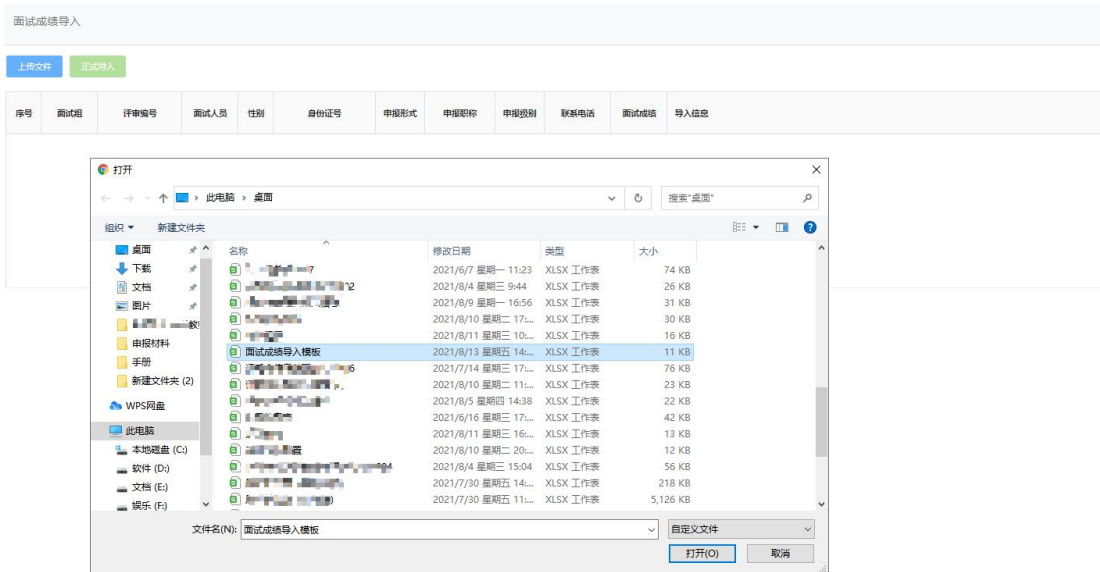 面试成绩导入
上传文件 正式导入
序号 面试组 评审编号 面试人员 性别 身份证号 申报形式 申报职称 申报级别 联系电话 面试成绩 导入信息
打开
此电脑 › 桌面 搜索"桌面"
组织 新建文件夹
桌面 名称 修改日期 类型 大小
下载 7 2021/6/7 星期一 11:23 XLSX 工作表 74 KB
文档 2 2021/8/4 星期三 9:44 XLSX 工作表 26 KB
图片 2021/8/9 星期一 16:56 XLSX 工作表 31 KB
教 2021/8/10 星期二 17:... XLSX 工作表 30 KB
申报材料 2021/8/11 星期三 10:... XLSX 工作表 16 KB
手册 面试成绩导入模板 2021/8/13 星期五 14:... XLSX 工作表 11 KB
新建文件夹 (2) 6 2021/7/14 星期三 17:... XLSX 工作表 76 KB
2021/8/10 星期二 11:... XLSX 工作表 23 KB
WPS网盘 2021/8/5 星期四 14:38 XLSX 工作表 22 KB
2021/6/16 星期三 17:... XLSX 工作表 42 KB
此电脑 2021/8/11 星期三 16:... XLSX 工作表 13 KB
本地磁盘 (C:) 置 2021/8/10 星期二 20:... XLSX 工作表 12 KB
软件 (D:) 2021/8/4 星期三 15:04 XLSX 工作表 56 KB
文档 (E:) 2021/7/30 星期五 14:... XLSX 工作表 218 KB
娱乐 (F:) 2021/7/30 星期五 11:... XLSX 工作表 5,126 KB
文件名(N): 面试成绩导入模板 自定义文件
打开(O) 取消